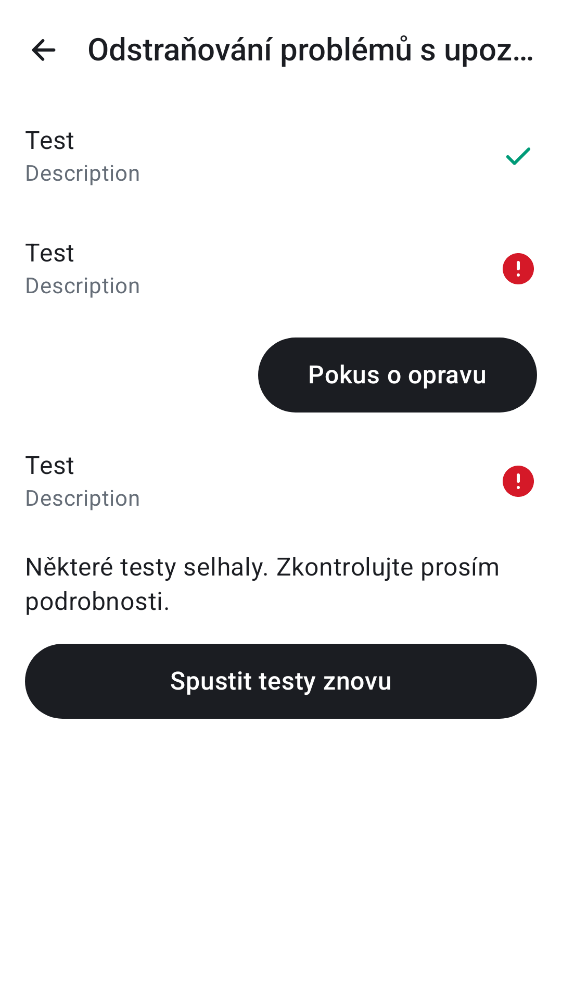 Odstraňování problémů s upoz…
Test
Description
Test
Description
Pokus o opravu
Test
Description
Některé testy selhaly. Zkontrolujte prosím
podrobnosti.
Spustit testy znovu